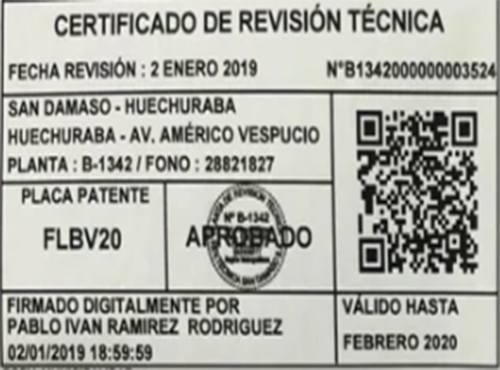 CERTIFICADO DE REVISIÓN TÉCNICA
FECHA REVISIÓN : 2 ENERO 2019 N°B1342000000003524
SAN DAMASO - HUECHURABA
HUECHURABA - AV. AMÉRICO VESPUCIO
PLANTA : B-1342 / FONO : 28821827
PLACA PATENTE
FLBV20
N° B-1342
APROBADO
FIRMADO DIGITALMENTE POR
PABLO IVAN RAMIREZ RODRIGUEZ
02/01/2019 18:59:59
VÁLIDO HASTA
FEBRERO 2020